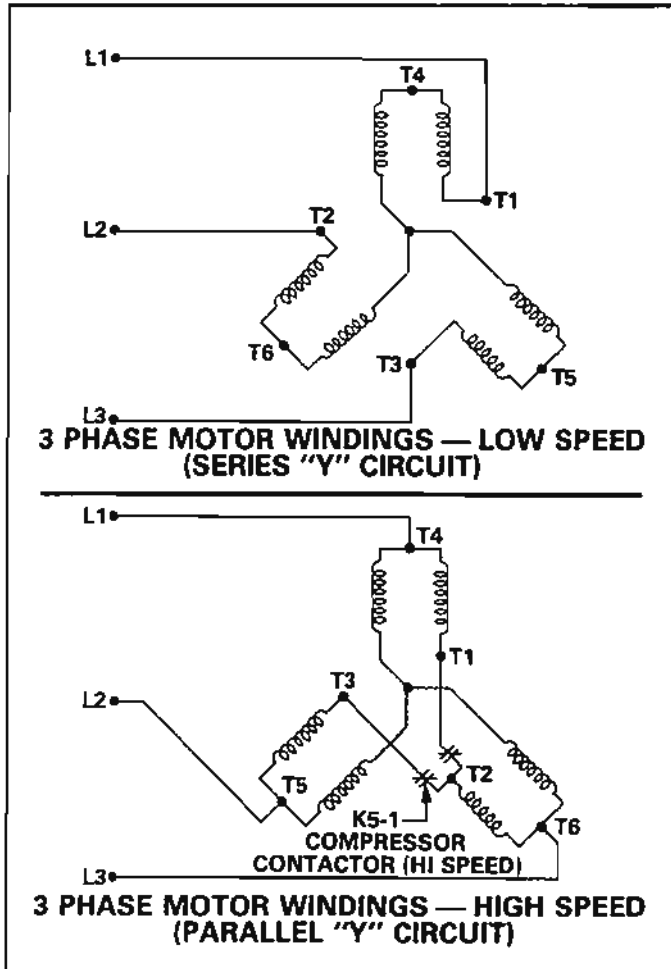 L1
T4
T1
T2
L2
T6
T3
T5
L3
3 PHASE MOTOR WINDINGS — LOW SPEED
(SERIES "Y" CIRCUIT)
L1
T4
T1
T3
L2
T2
T5
K5-1
T6
COMPRESSOR
CONTACTOR (HI SPEED)
L3
3 PHASE MOTOR WINDINGS — HIGH SPEED
(PARALLEL "Y" CIRCUIT)